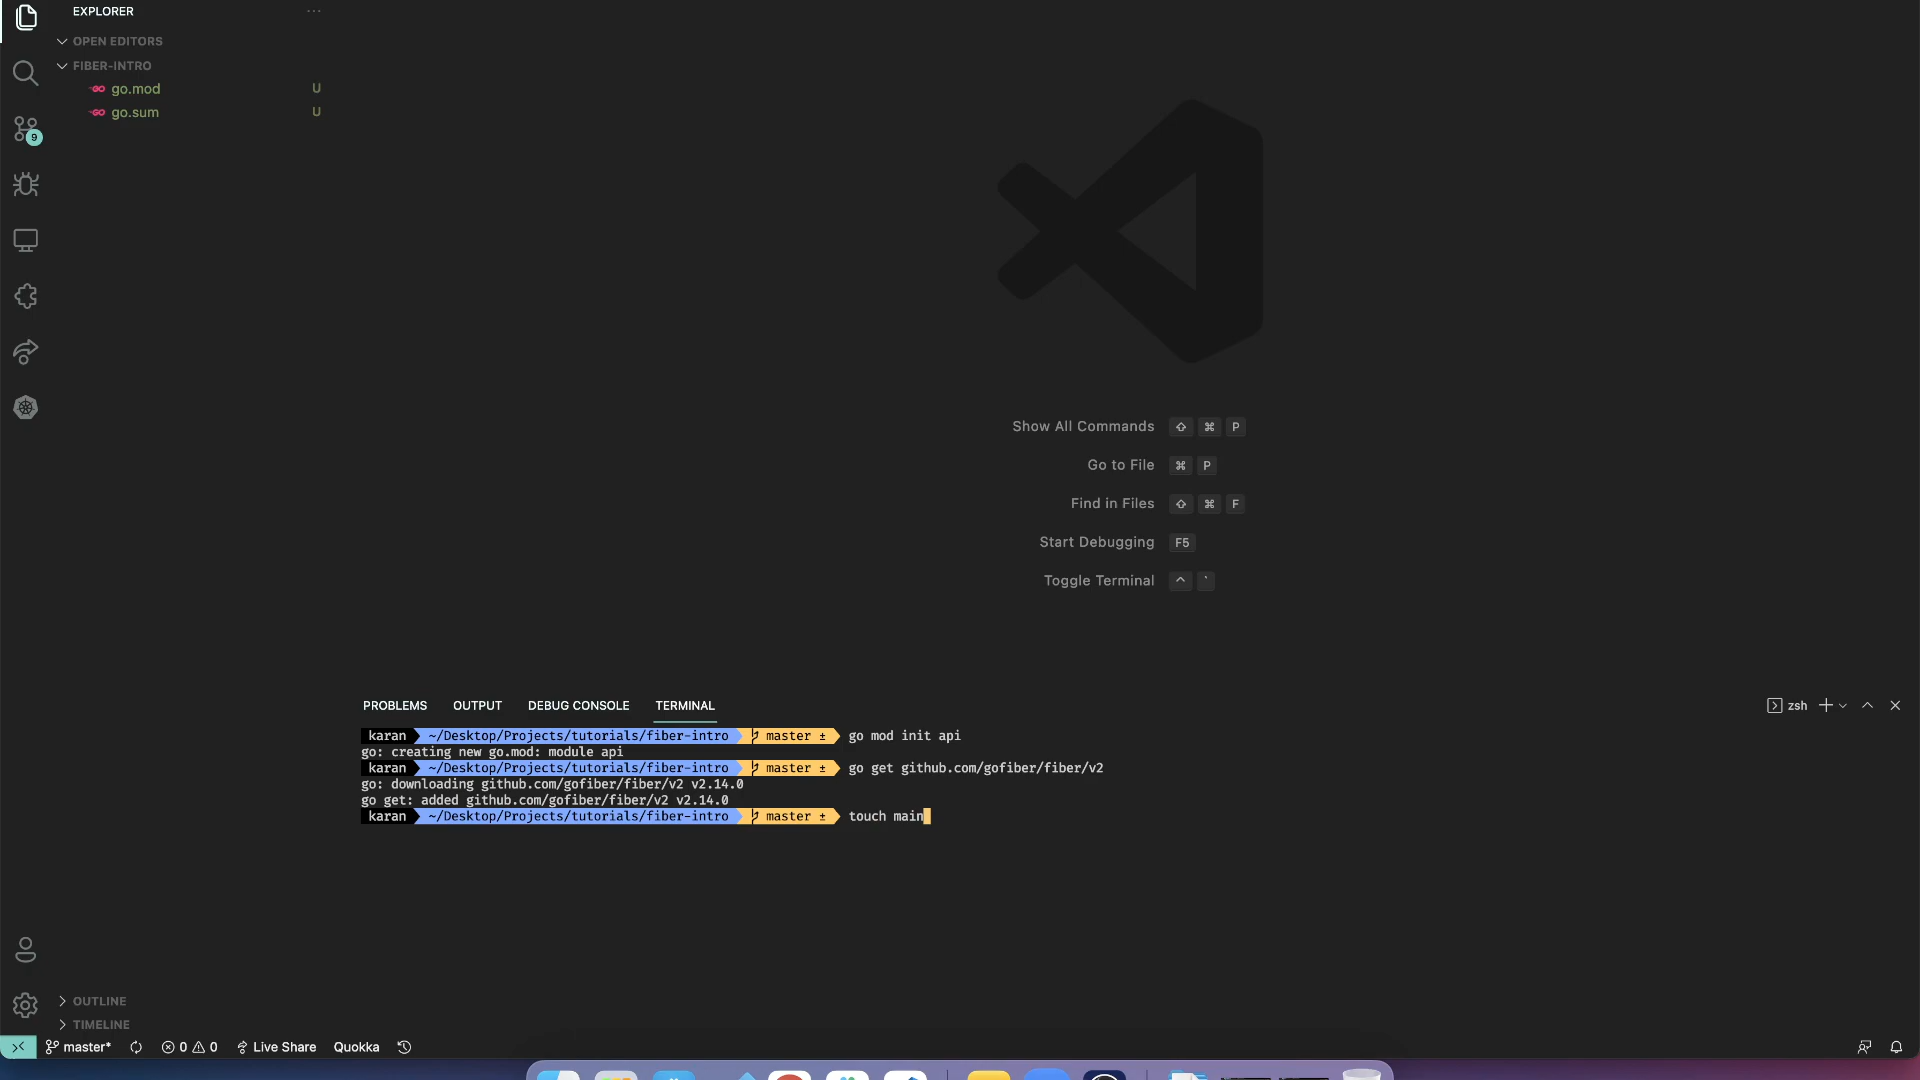 EXPLORER
OPEN EDITORS
FIBER-INTRO
go.mod U
go.sum U
9
Show All Commands ⇧ ⌘ P
Go to File ⌘ P
Find in Files ⇧ ⌘ F
Start Debugging F5
Toggle Terminal ^ `
PROBLEMS OUTPUT DEBUG CONSOLE TERMINAL
zsh
karan ~/Desktop/Projects/tutorials/fiber-intro master ± go mod init api
go: creating new go.mod: module api
karan ~/Desktop/Projects/tutorials/fiber-intro master ± go get github.com/gofiber/fiber/v2
go: downloading github.com/gofiber/fiber/v2 v2.14.0
go get: added github.com/gofiber/fiber/v2 v2.14.0
karan ~/Desktop/Projects/tutorials/fiber-intro master ± touch main
OUTLINE
TIMELINE
master* 0 0 Live Share Quokka